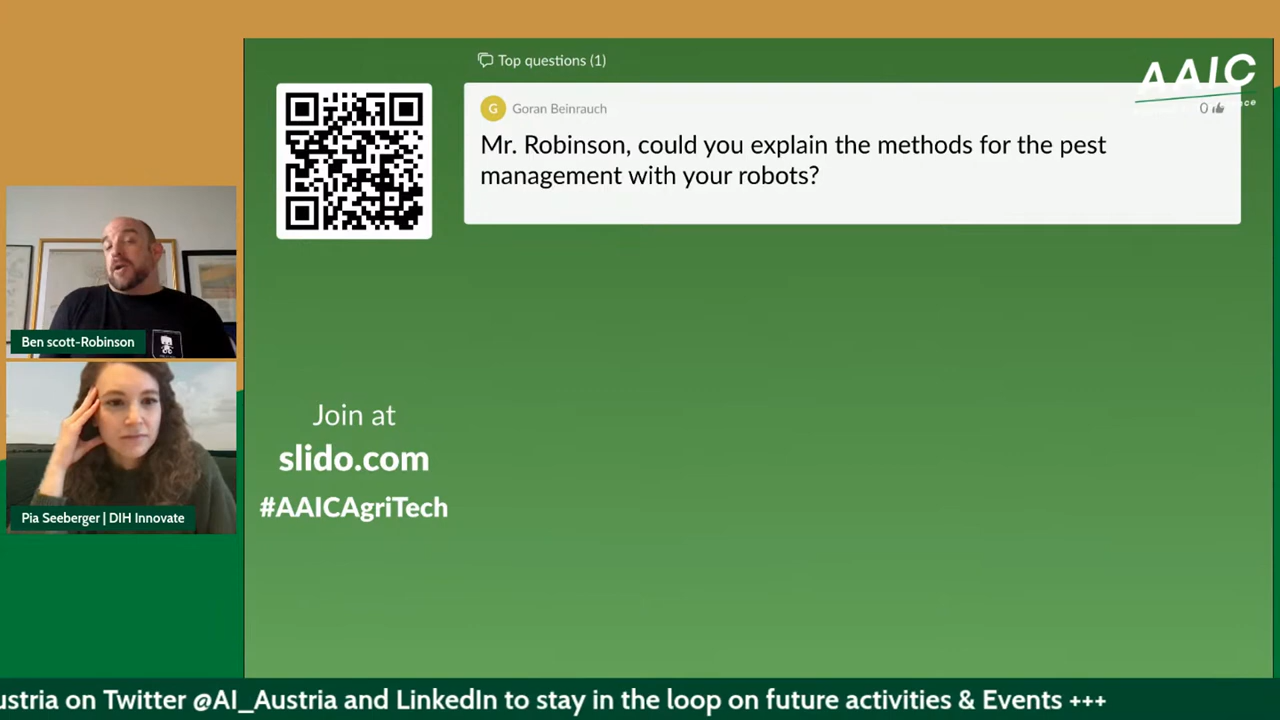 Top questions (1)
AAIC
G
Goran Beinrauch
0
Mr. Robinson, could you explain the methods for the pest
management with your robots?
Ben scott-Robinson
Join at
slido.com
#AAICAgriTech
Pia Seeberger | DIH Innovate
ustria on Twitter @AI_Austria and LinkedIn to stay in the loop on future activities & Events +++